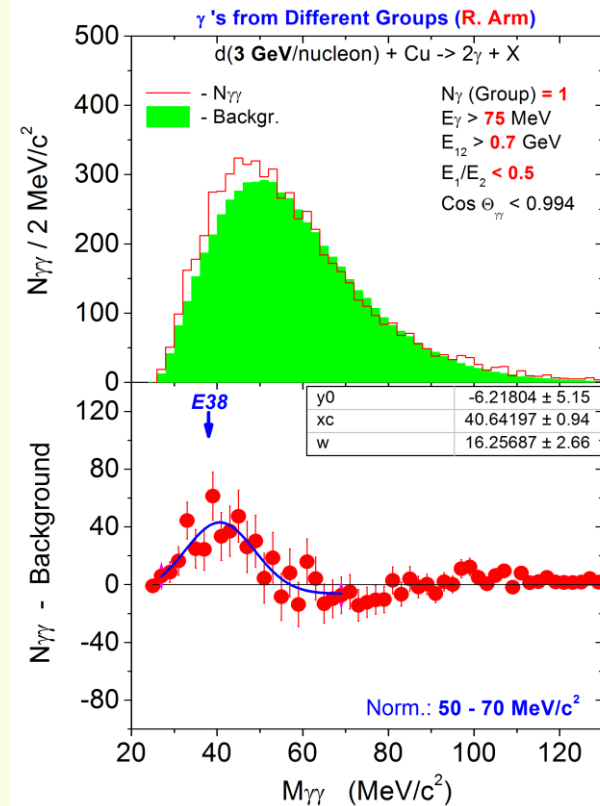 γ 's from Different Groups (R. Arm)
d(3 GeV/nucleon) + Cu -> 2γ + X
- Nγγ
- Backgr.
Nγ (Group) = 1
Eγ > 75 MeV
E12 > 0.7 GeV
E1/E2 < 0.5
Cos Θγγ < 0.994
Nγγ / 2 MeV/c²
500
400
300
200
100
0
y0 -6.21804 ± 5.15
xc 40.64197 ± 0.94
w 16.25687 ± 2.66
E38
Nγγ - Background
120
80
40
0
-40
-80
Norm.: 50 - 70 MeV/c²
20 40 60 80 100 120
Mγγ (MeV/c²)